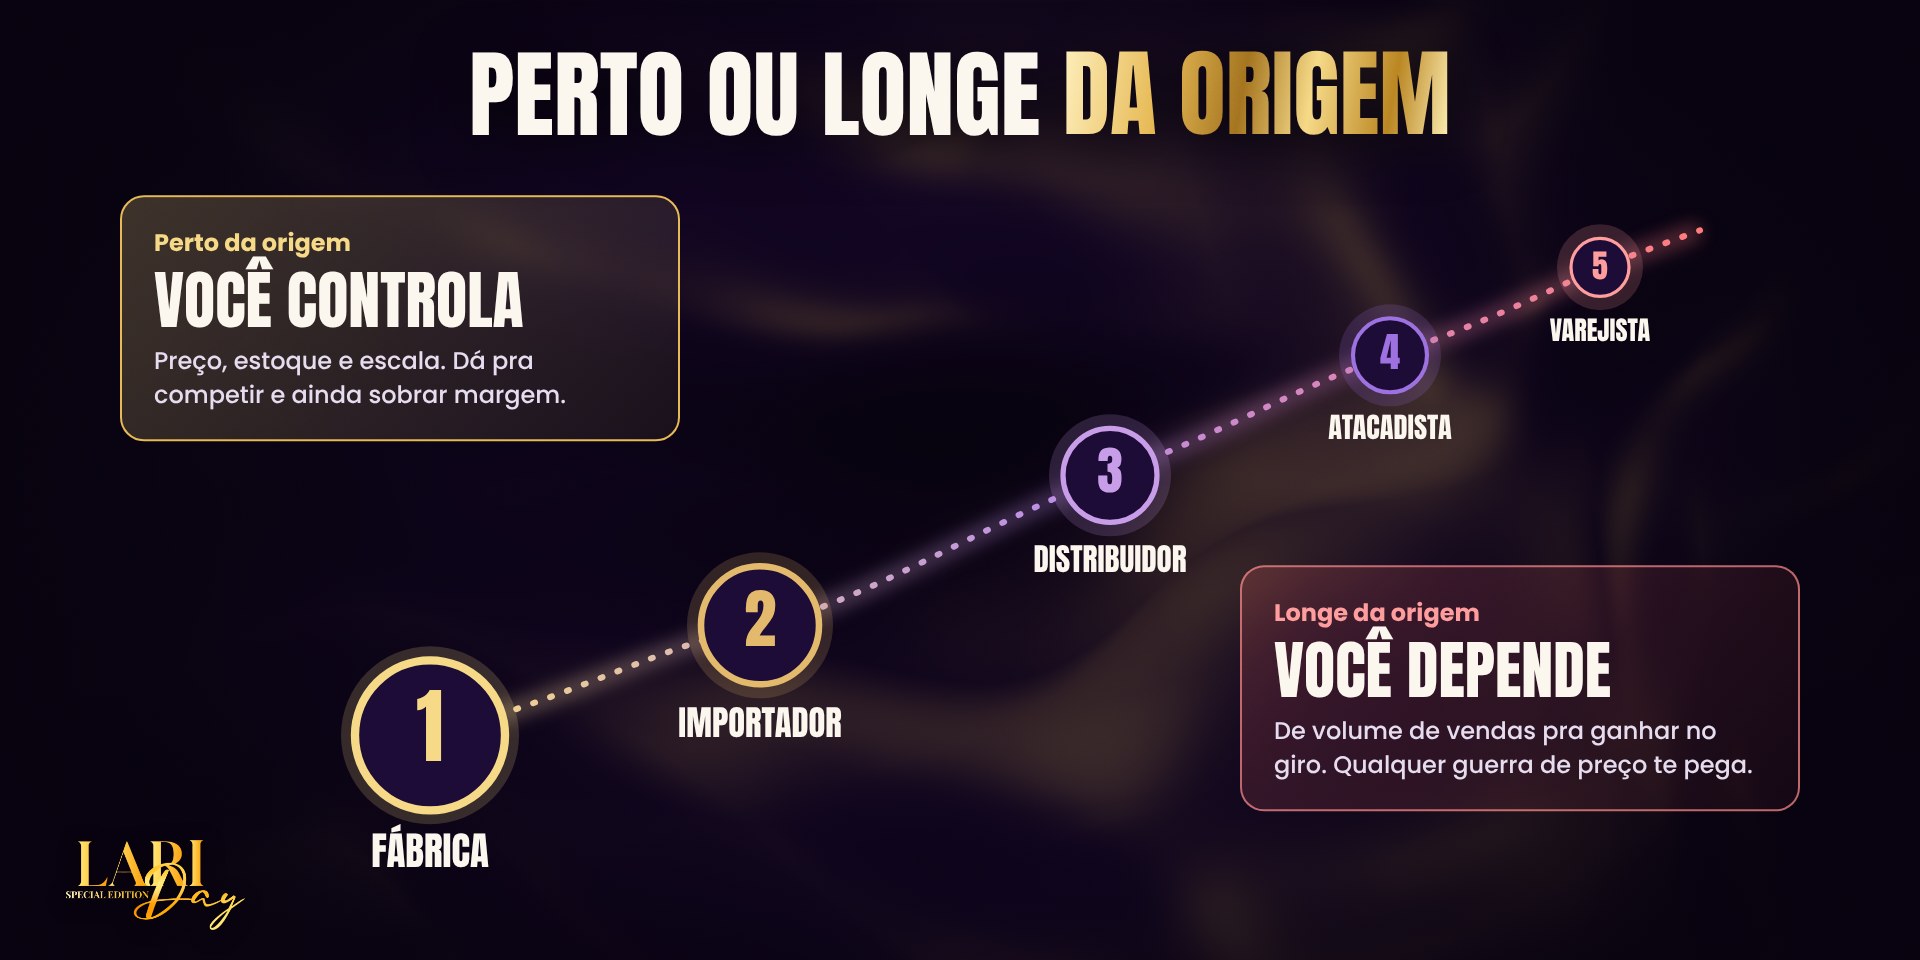 PERTO OU LONGE DA ORIGEM
Perto da origem
VOCÊ CONTROLA
Preço, estoque e escala. Dá pra
competir e ainda sobrar margem.
5
VAREJISTA
4
ATACADISTA
3
DISTRIBUIDOR
2
IMPORTADOR
1
FÁBRICA
Longe da origem
VOCÊ DEPENDE
De volume de vendas pra ganhar no
giro. Qualquer guerra de preço te pega.
LABI
SPECIAL EDITION
Day